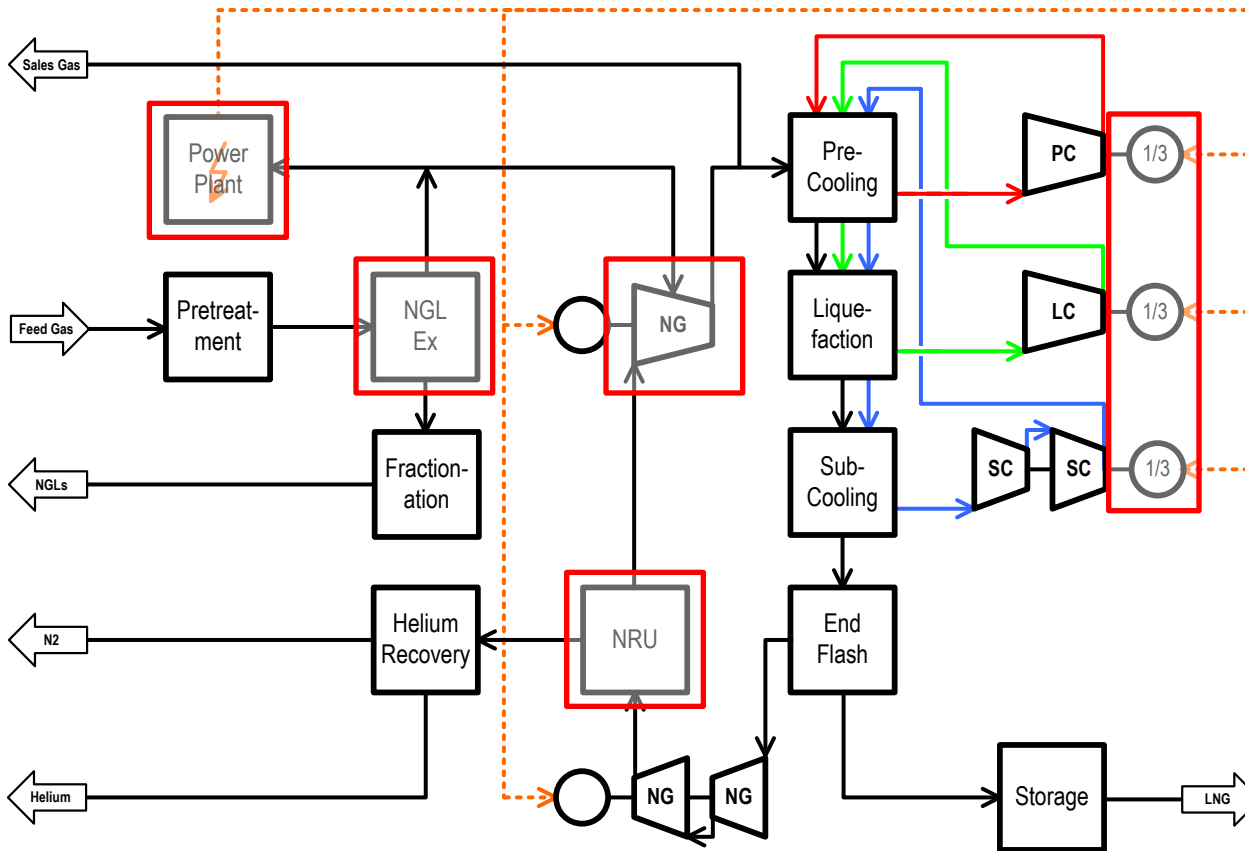 Sales Gas
Power
Plant
Pre-
Cooling
PC
1/3
Feed Gas
Pretreat-
ment
NGL
Ex
NG
Lique-
faction
LC
1/3
NGLs
Fraction-
ation
Sub-
Cooling
SC
SC
1/3
N2
Helium
Recovery
NRU
End
Flash
Helium
NG
NG
Storage
LNG